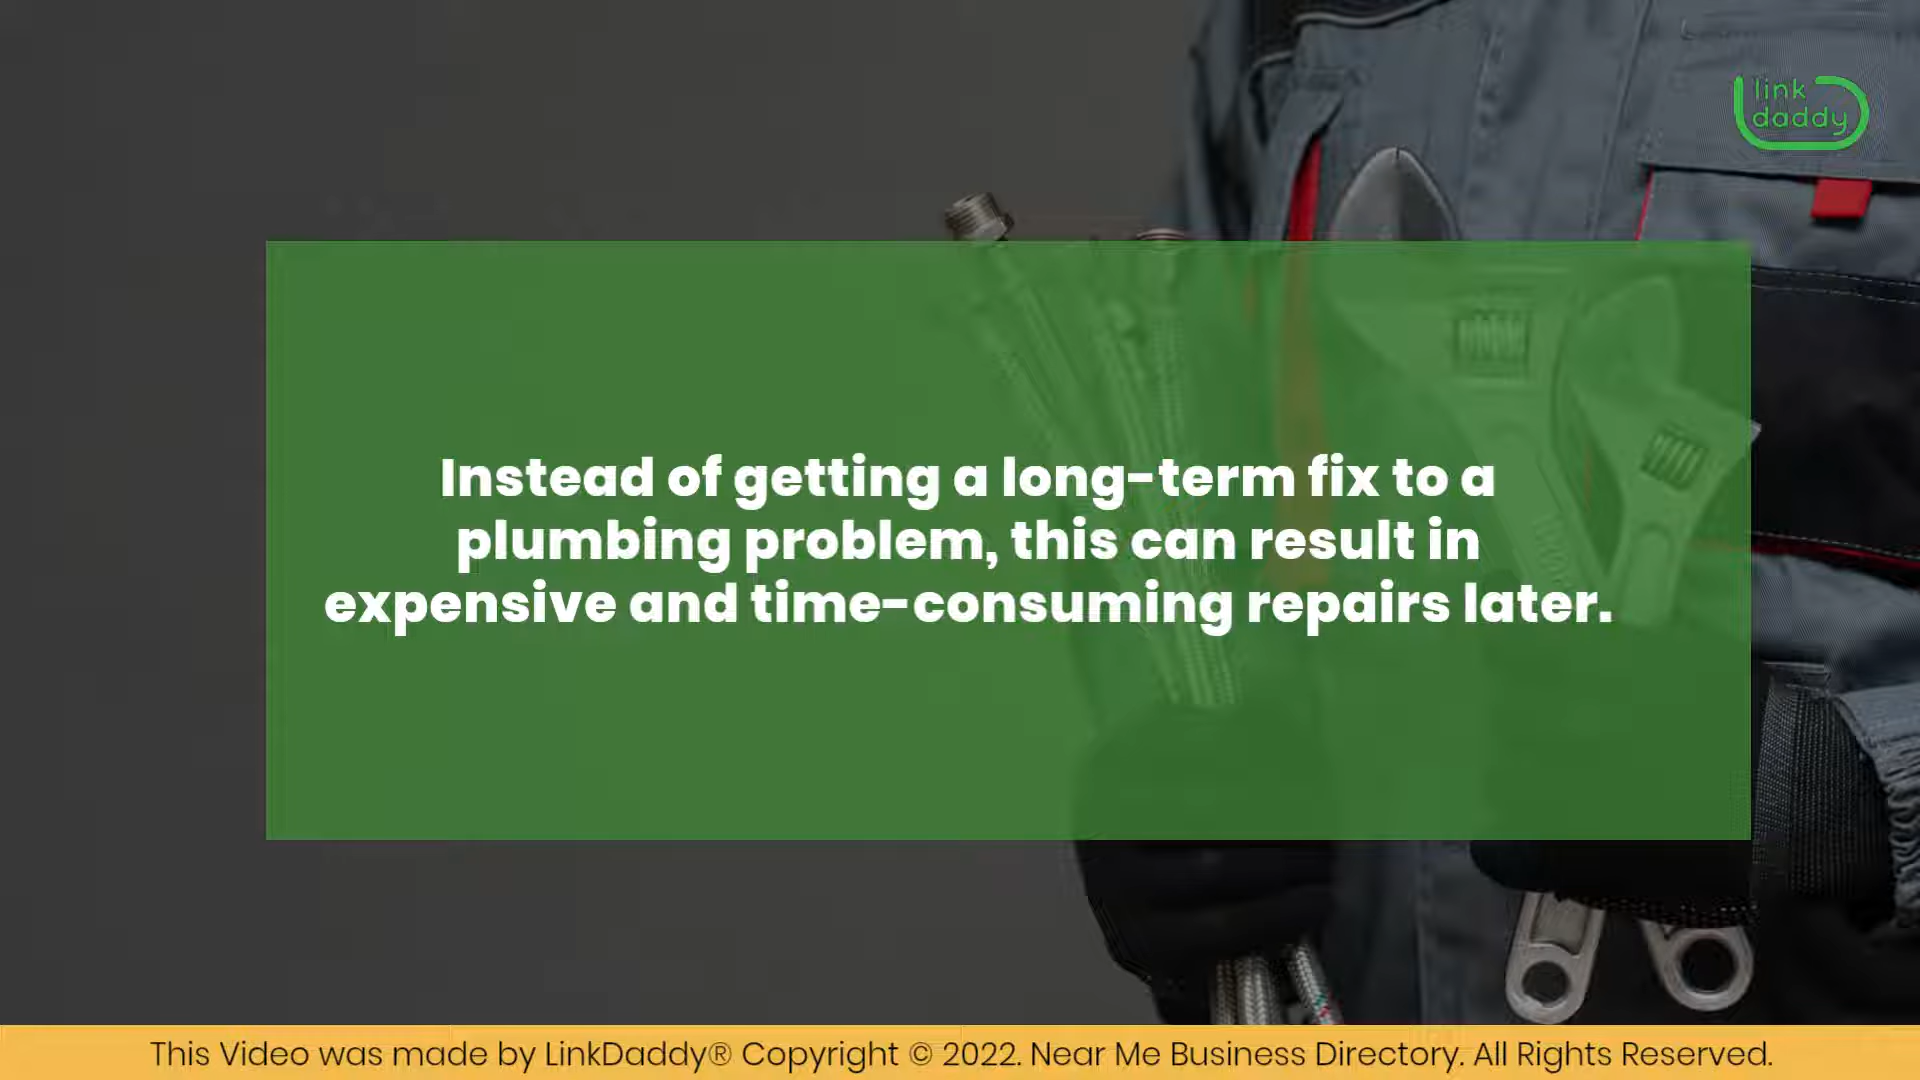 link
daddy
Instead of getting a long-term fix to a
plumbing problem, this can result in
expensive and time-consuming repairs later.
This Video was made by LinkDaddy® Copyright © 2022. Near Me Business Directory. All Rights Reserved.